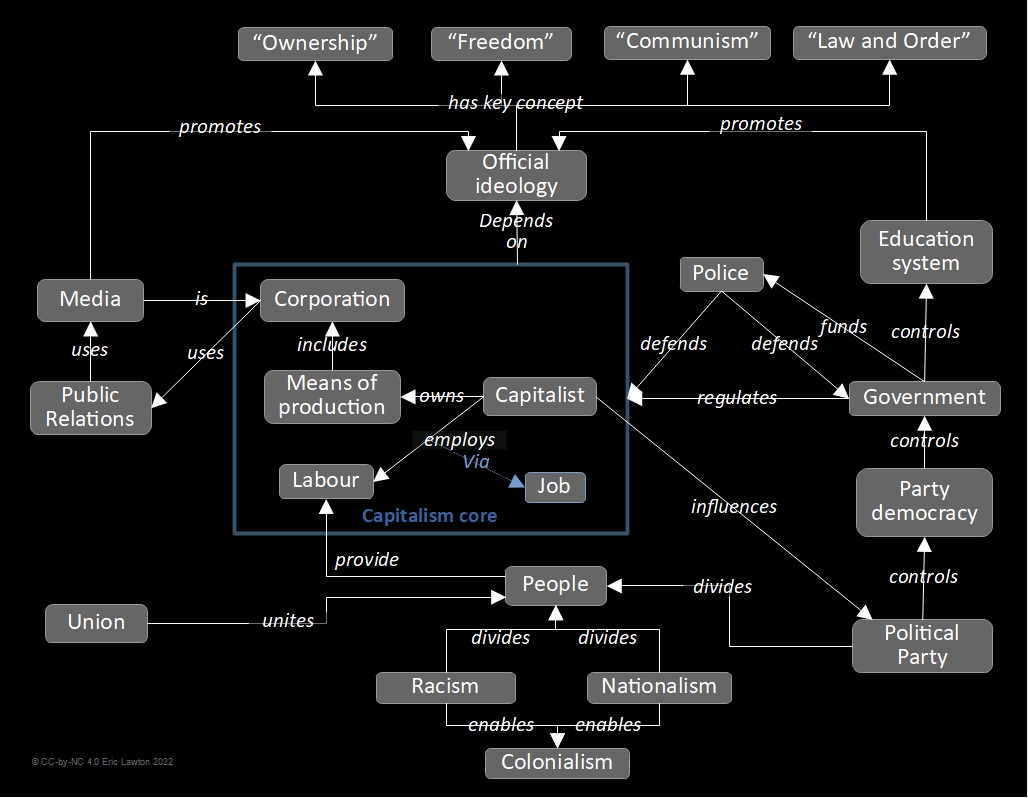 “Ownership”
“Freedom”
“Communism”
“Law and Order”
has key concept
promotes
promotes
Official
ideology
Depends
on
Education
system
Police
Media
is
Corporation
funds
controls
uses
uses
includes
defends
defends
Public
Relations
Means of
production
owns
Capitalist
regulates
Government
employs
Via
controls
Labour
Job
Party
democracy
Capitalism core
influences
provide
controls
People
divides
Union
unites
Political
Party
divides
divides
Racism
Nationalism
enables
enables
Colonialism
© CC-by-NC 4.0 Eric Lawton 2022